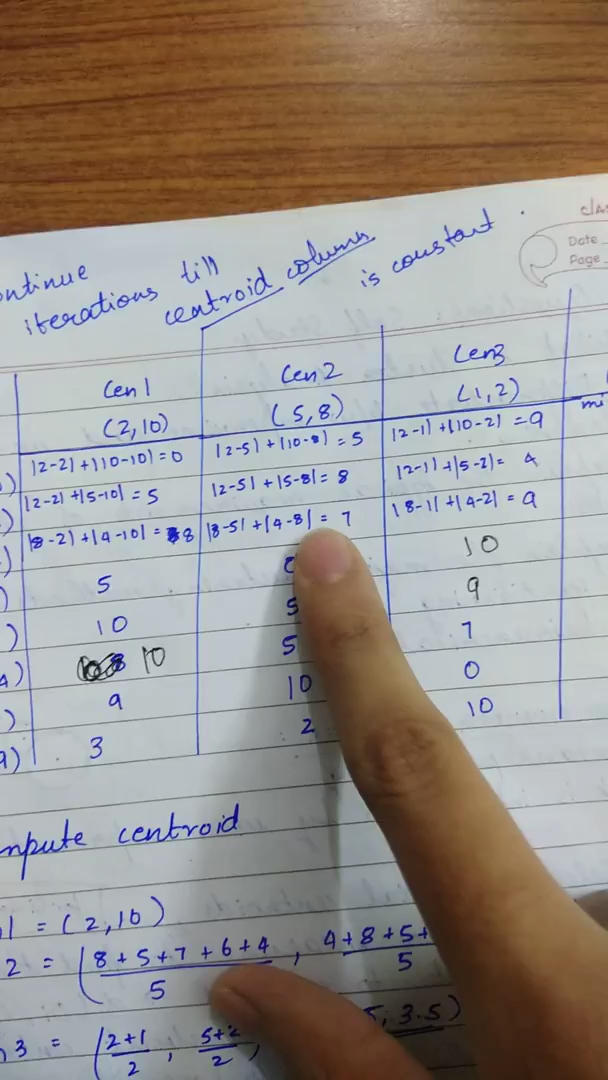 ontinue
iterations till
centroid column
is constant.
Date
Page
Cen1 Cen2 Cen3
(2,10) (5,8) (1,2)
|2-2|+|10-10|=0 |2-5|+|10-8|=5 |2-1|+|10-2|=9
|2-2|+|5-10|=5 |2-5|+|5-8|=8 |2-1|+|5-2|=4
|8-2|+|4-10|=8 |8-5|+|4-8|=7 |8-1|+|4-2|=9
5 10
10 5 9
10 5 7
9 10 0
3 2 10
mpute centroid
1 = (2,10)
2 = (8+5+7+6+4/5, 4+8+5+/5
3 = (2+1/2, 5+2/2) 5, 3.5)